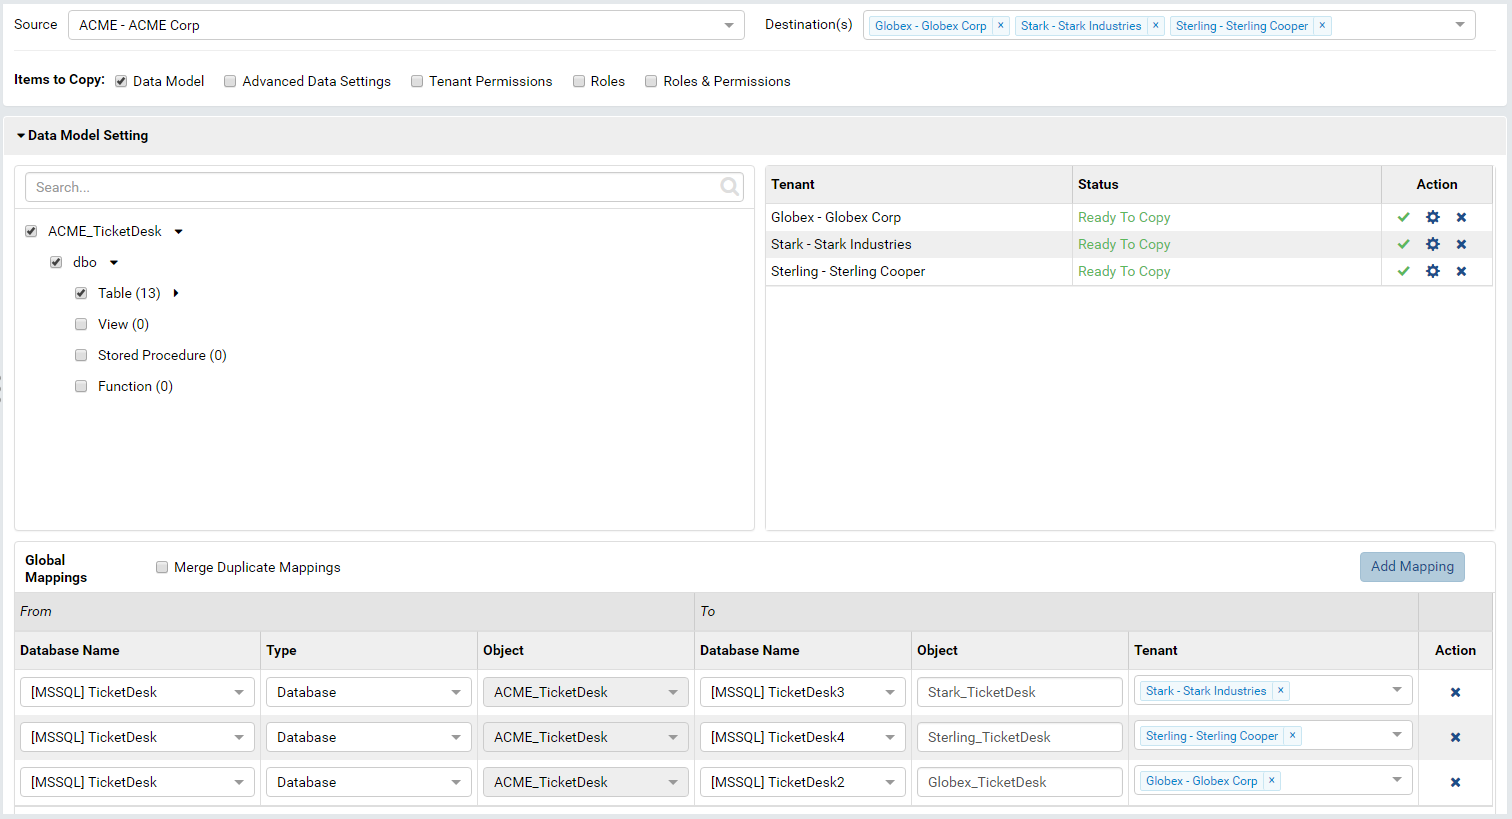 Source ACME - ACME Corp Destination(s) Globex - Globex Corp × Stark - Stark Industries × Sterling - Sterling Cooper ×
Items to Copy: Data Model Advanced Data Settings Tenant Permissions Roles Roles & Permissions
Data Model Setting
Search...
ACME_TicketDesk
dbo
Table (13)
View (0)
Stored Procedure (0)
Function (0)
Tenant Status Action
Globex - Globex Corp Ready To Copy
Stark - Stark Industries Ready To Copy
Sterling - Sterling Cooper Ready To Copy
Global
Mappings
Merge Duplicate Mappings
Add Mapping
From To
Database Name Type Object Database Name Object Tenant Action
[MSSQL] TicketDesk Database ACME_TicketDesk [MSSQL] TicketDesk3 Stark_TicketDesk Stark - Stark Industries ×
[MSSQL] TicketDesk Database ACME_TicketDesk [MSSQL] TicketDesk4 Sterling_TicketDesk Sterling - Sterling Cooper ×
[MSSQL] TicketDesk Database ACME_TicketDesk [MSSQL] TicketDesk2 Globex_TicketDesk Globex - Globex Corp ×